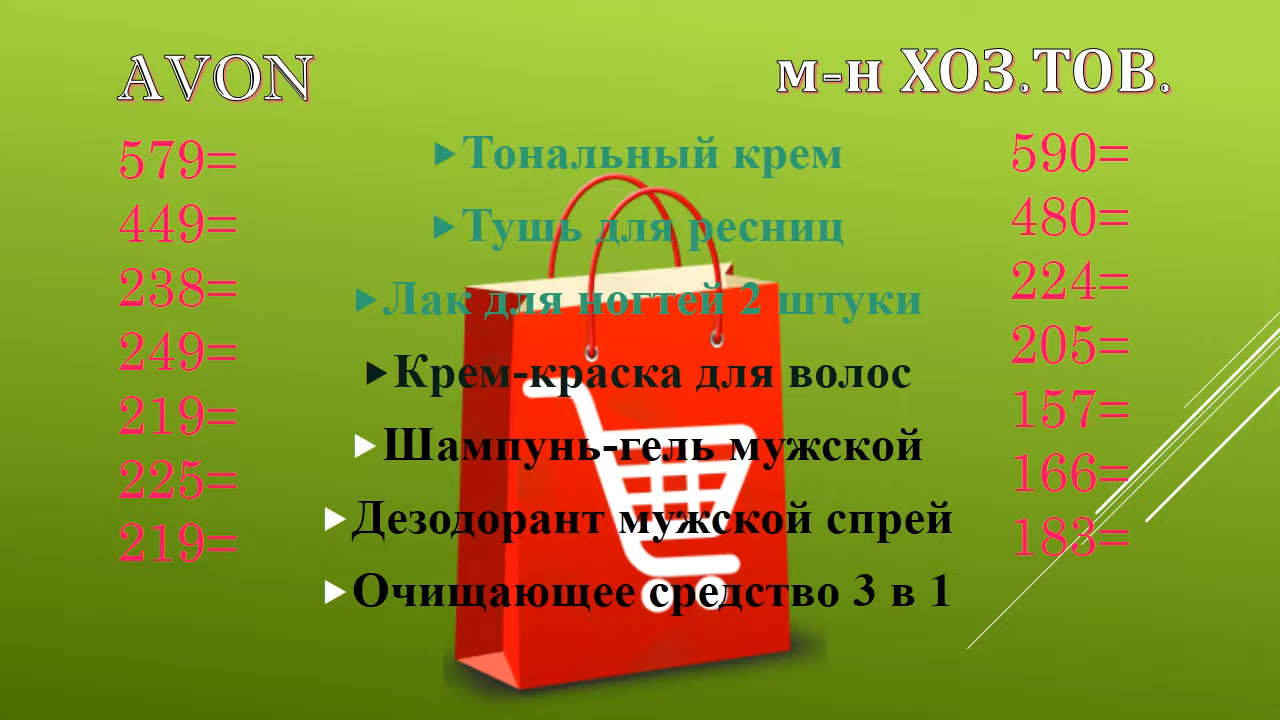 AVON
579=
449=
238=
249=
219=
225=
219=
Тональный крем
Тушь для ресниц
Лак для ногтей 2 штуки
Крем-краска для волос
Шампунь-гель мужской
Дезодорант мужской спрей
Очищающее средство 3 в 1
м-н ХОЗ.ТОВ.
590=
480=
224=
205=
157=
166=
183=